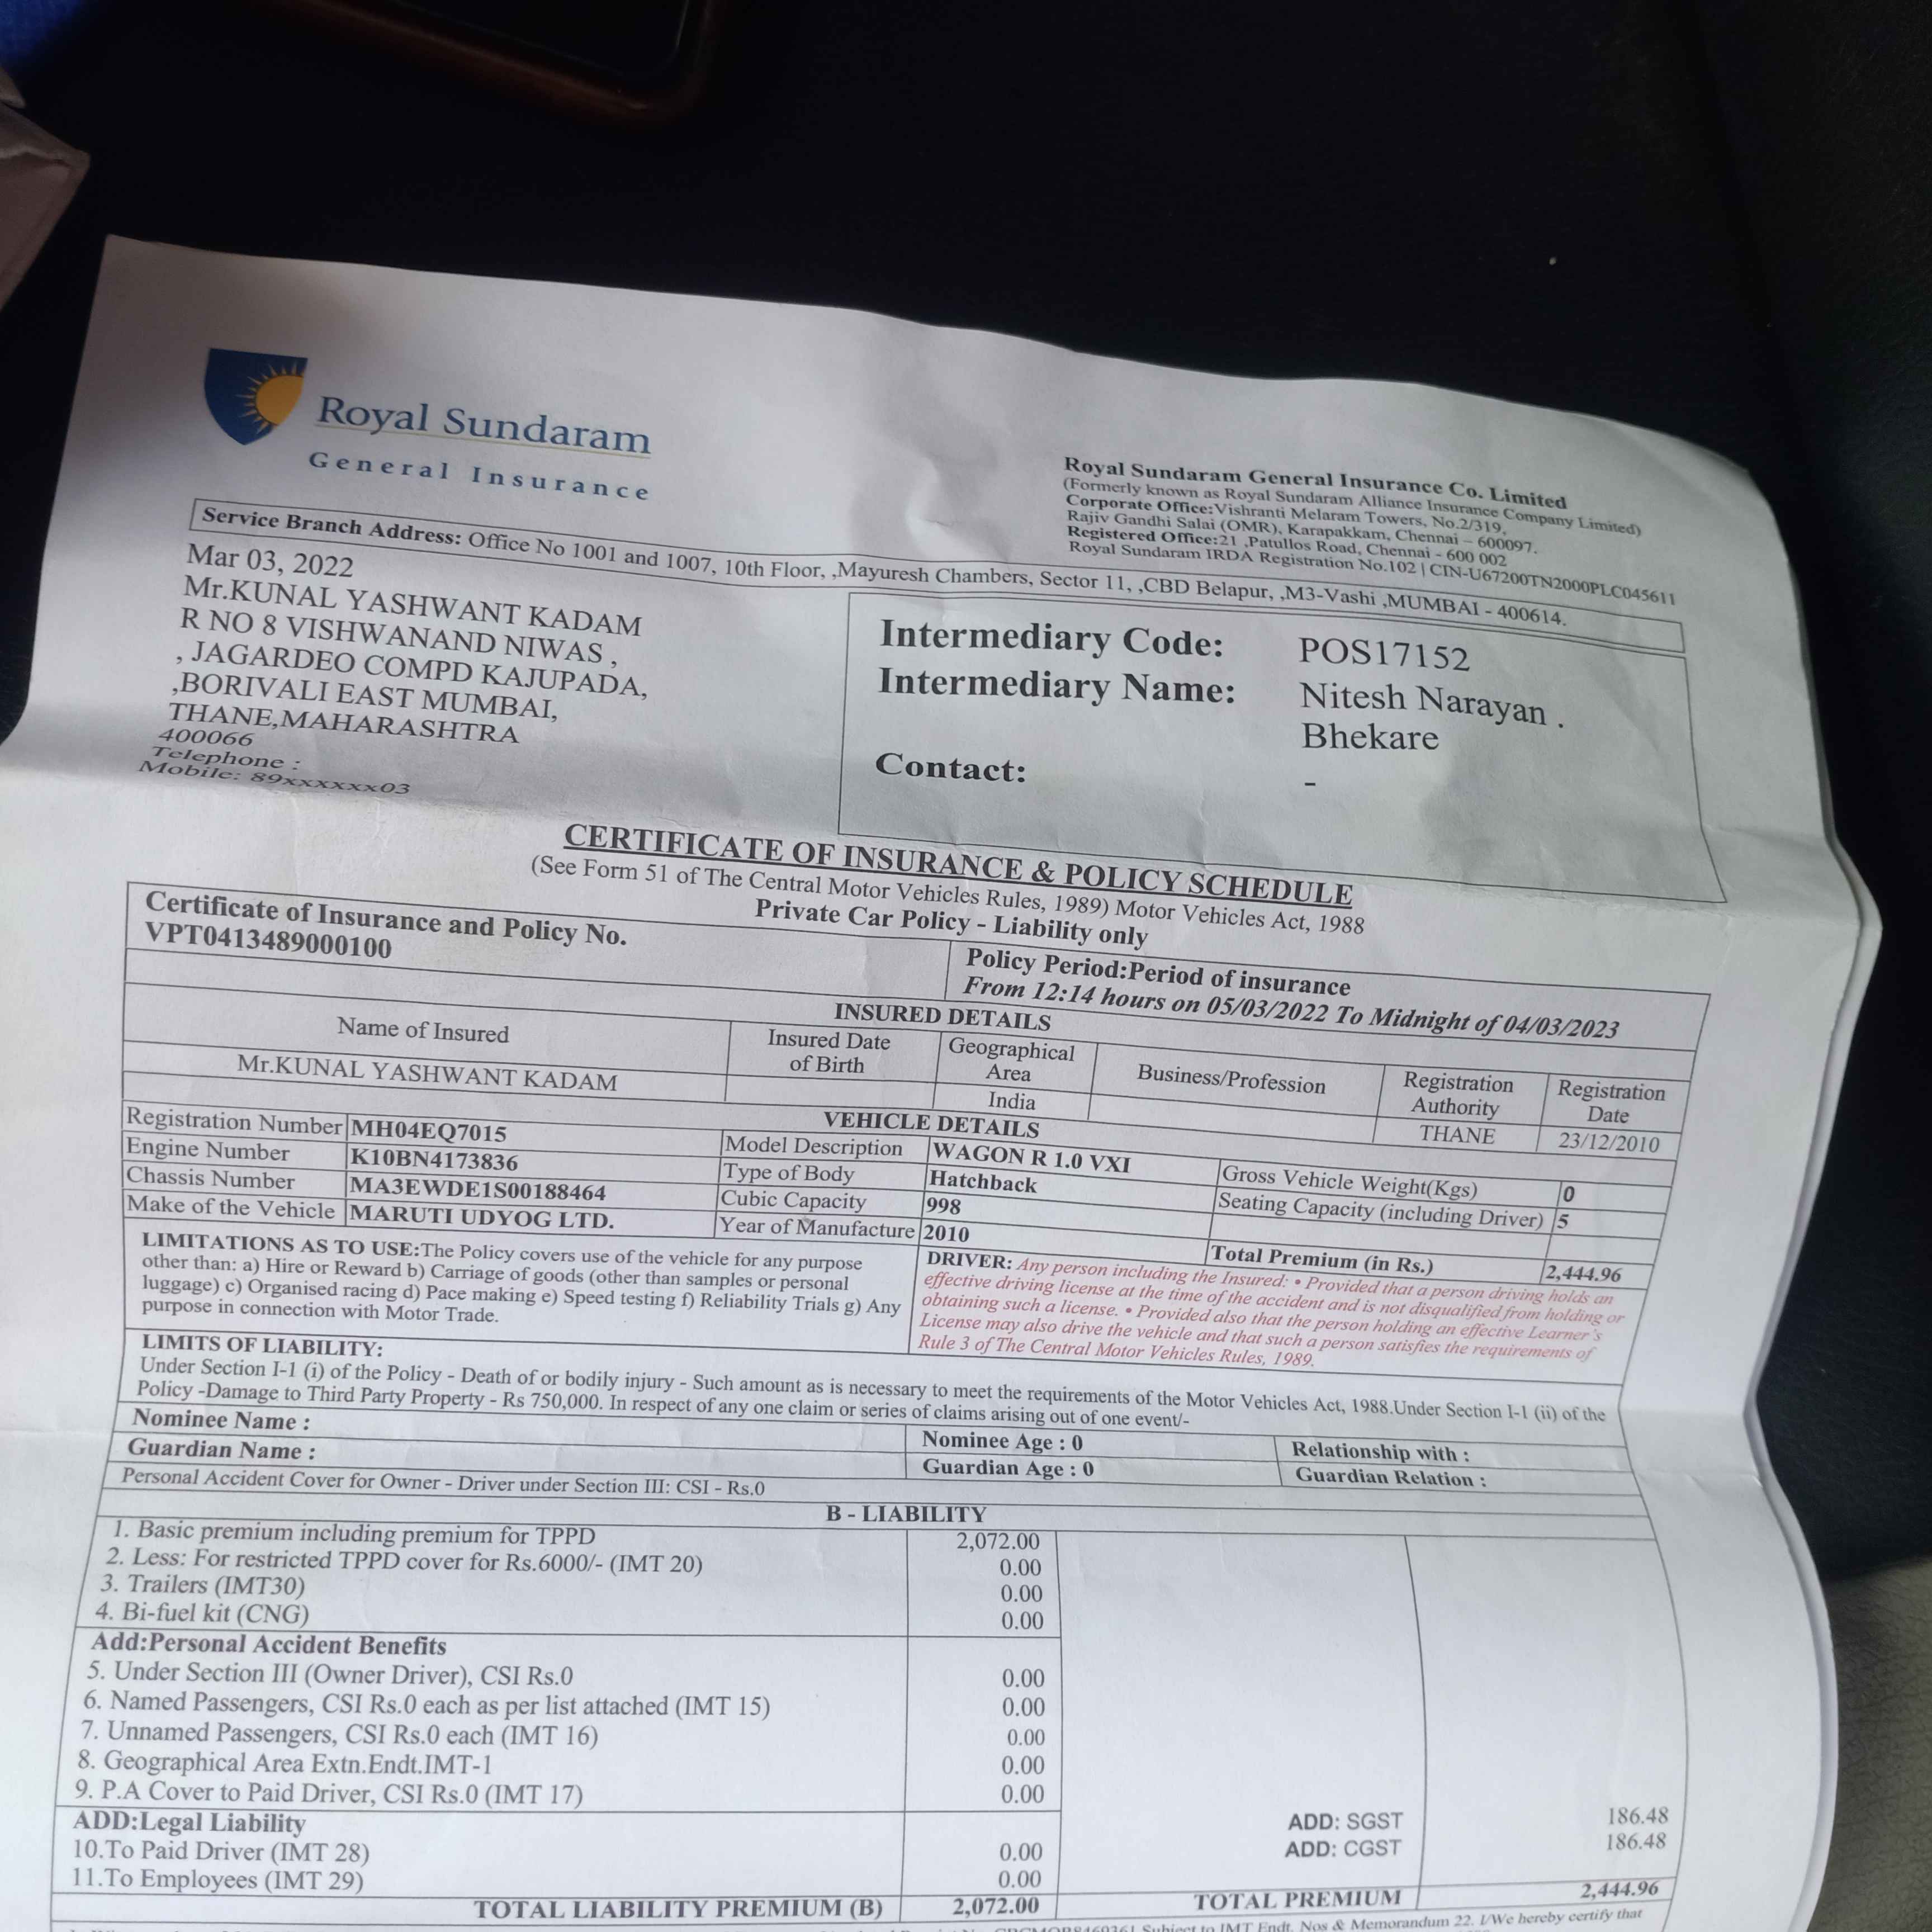 Royal Sundaram
General Insurance
Royal Sundaram General Insurance Co. Limited
(Formerly known as Royal Sundaram Alliance Insurance Company Limited)
Corporate Office:Vishranti Melaram Towers, No.2/319,
Rajiv Gandhi Salai (OMR), Karapakkam, Chennai – 600097.
Registered Office:21 ,Patullos Road, Chennai - 600 002
Royal Sundaram IRDA Registration No.102 | CIN-U67200TN2000PLC045611
Service Branch Address: Office No 1001 and 1007, 10th Floor, ,Mayuresh Chambers, Sector 11, ,CBD Belapur, ,M3-Vashi ,MUMBAI - 400614.
Mar 03, 2022
Mr.KUNAL YASHWANT KADAM
R NO 8 VISHWANAND NIWAS ,
, JAGARDEO COMPD KAJUPADA,
,BORIVALI EAST MUMBAI,
THANE,MAHARASHTRA
400066
Telephone :
Mobile: 89xxxxxx03
Intermediary Code: POS17152
Intermediary Name: Nitesh Narayan .
Bhekare
Contact: -
CERTIFICATE OF INSURANCE & POLICY SCHEDULE
(See Form 51 of The Central Motor Vehicles Rules, 1989) Motor Vehicles Act, 1988
Private Car Policy - Liability only
Certificate of Insurance and Policy No.
VPT0413489000100
Policy Period:Period of insurance
From 12:14 hours on 05/03/2022 To Midnight of 04/03/2023
INSURED DETAILS
Name of Insured
Insured Date
of Birth
Geographical
Area
Business/Profession
Registration
Authority
Registration
Date
Mr.KUNAL YASHWANT KADAM
India
THANE
23/12/2010
VEHICLE DETAILS
Registration Number MH04EQ7015 Model Description WAGON R 1.0 VXI Gross Vehicle Weight(Kgs) 0
Engine Number K10BN4173836 Type of Body Hatchback Seating Capacity (including Driver) 5
Chassis Number MA3EWDE1S00188464 Cubic Capacity 998
Make of the Vehicle MARUTI UDYOG LTD. Year of Manufacture 2010 Total Premium (in Rs.) 2,444.96
LIMITATIONS AS TO USE:The Policy covers use of the vehicle for any purpose
other than: a) Hire or Reward b) Carriage of goods (other than samples or personal
luggage) c) Organised racing d) Pace making e) Speed testing f) Reliability Trials g) Any
purpose in connection with Motor Trade.
DRIVER: Any person including the Insured: • Provided that a person driving holds an
effective driving license at the time of the accident and is not disqualified from holding or
obtaining such a license. • Provided also that the person holding an effective Learner's
License may also drive the vehicle and that such a person satisfies the requirements of
Rule 3 of The Central Motor Vehicles Rules, 1989.
LIMITS OF LIABILITY:
Under Section I-1 (i) of the Policy - Death of or bodily injury - Such amount as is necessary to meet the requirements of the Motor Vehicles Act, 1988.Under Section I-1 (ii) of the
Policy -Damage to Third Party Property - Rs 750,000. In respect of any one claim or series of claims arising out of one event/-
Nominee Name : Nominee Age : 0 Relationship with :
Guardian Name : Guardian Age : 0 Guardian Relation :
Personal Accident Cover for Owner - Driver under Section III: CSI - Rs.0
B - LIABILITY
1. Basic premium including premium for TPPD 2,072.00
2. Less: For restricted TPPD cover for Rs.6000/- (IMT 20) 0.00
3. Trailers (IMT30) 0.00
4. Bi-fuel kit (CNG) 0.00
Add:Personal Accident Benefits
5. Under Section III (Owner Driver), CSI Rs.0 0.00
6. Named Passengers, CSI Rs.0 each as per list attached (IMT 15) 0.00
7. Unnamed Passengers, CSI Rs.0 each (IMT 16) 0.00
8. Geographical Area Extn.Endt.IMT-1 0.00
9. P.A Cover to Paid Driver, CSI Rs.0 (IMT 17) 0.00
ADD:Legal Liability ADD: SGST 186.48
10.To Paid Driver (IMT 28) 0.00 ADD: CGST 186.48
11.To Employees (IMT 29) 0.00
TOTAL LIABILITY PREMIUM (B) 2,072.00 TOTAL PREMIUM 2,444.96
Subject to IMT Endt. Nos & Memorandum 22. I/We hereby certify that